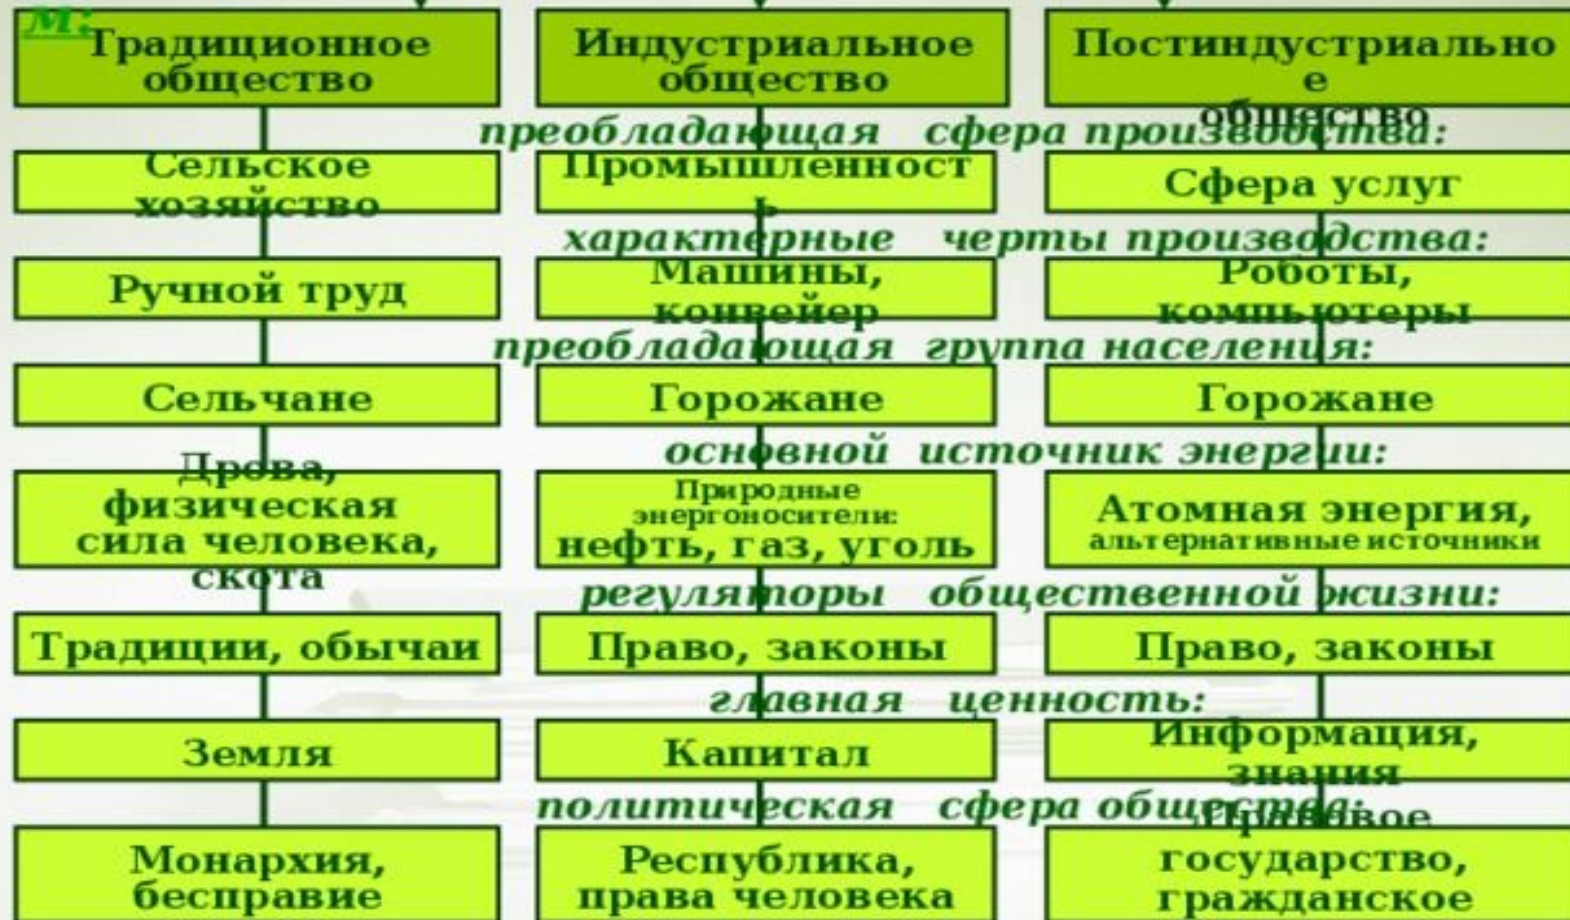 м:
Традиционное
общество
Индустриальное
общество
Постиндустриально
е
общество
преобладающая сфера производства:
Сельское
хозяйство
Промышленност
ь
Сфера услуг
характерные черты производства:
Ручной труд
Машины,
конвейер
Роботы,
компьютеры
преобладающая группа населения:
Сельчане
Горожане
Горожане
основной источник энергии:
Дрова,
физическая
сила человека,
скота
Природные
энергоносители:
нефть, газ, уголь
Атомная энергия,
альтернативные источники
регуляторы общественной жизни:
Традиции, обычаи
Право, законы
Право, законы
главная ценность:
Земля
Капитал
Информация,
знания
политическая сфера общества:
Монархия,
бесправие
Республика,
права человека
Правовое
государство,
гражданское